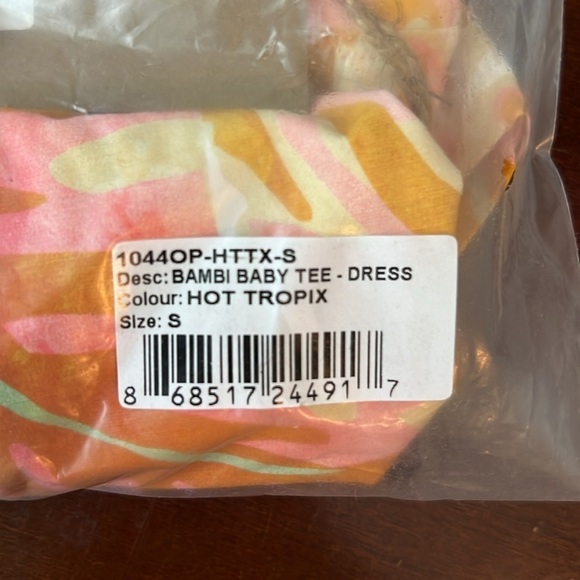 1044OP-HTTX-S
Desc: BAMBI BABY TEE - DRESS
Colour: HOT TROPIX
Size: S
8 68517 24491 7